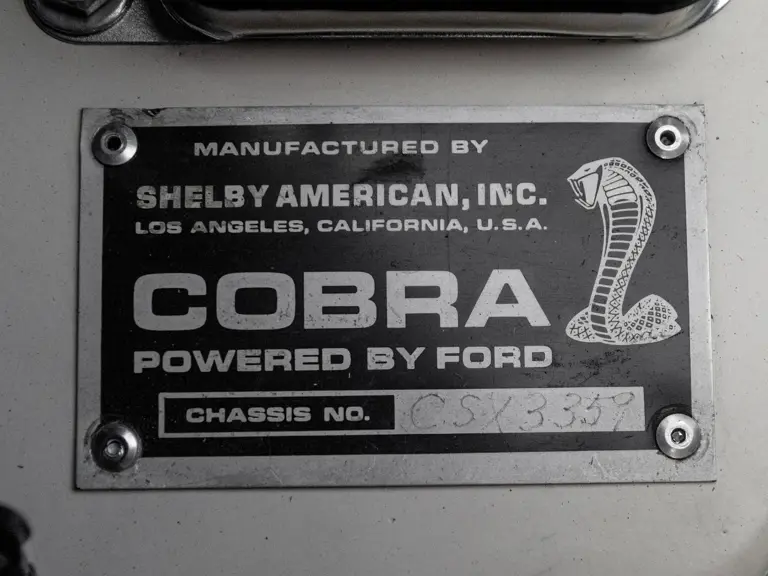 MANUFACTURED BY
SHELBY AMERICAN, INC.
LOS ANGELES, CALIFORNIA, U.S.A.
COBRA
POWERED BY FORD
CHASSIS NO. CSX3359